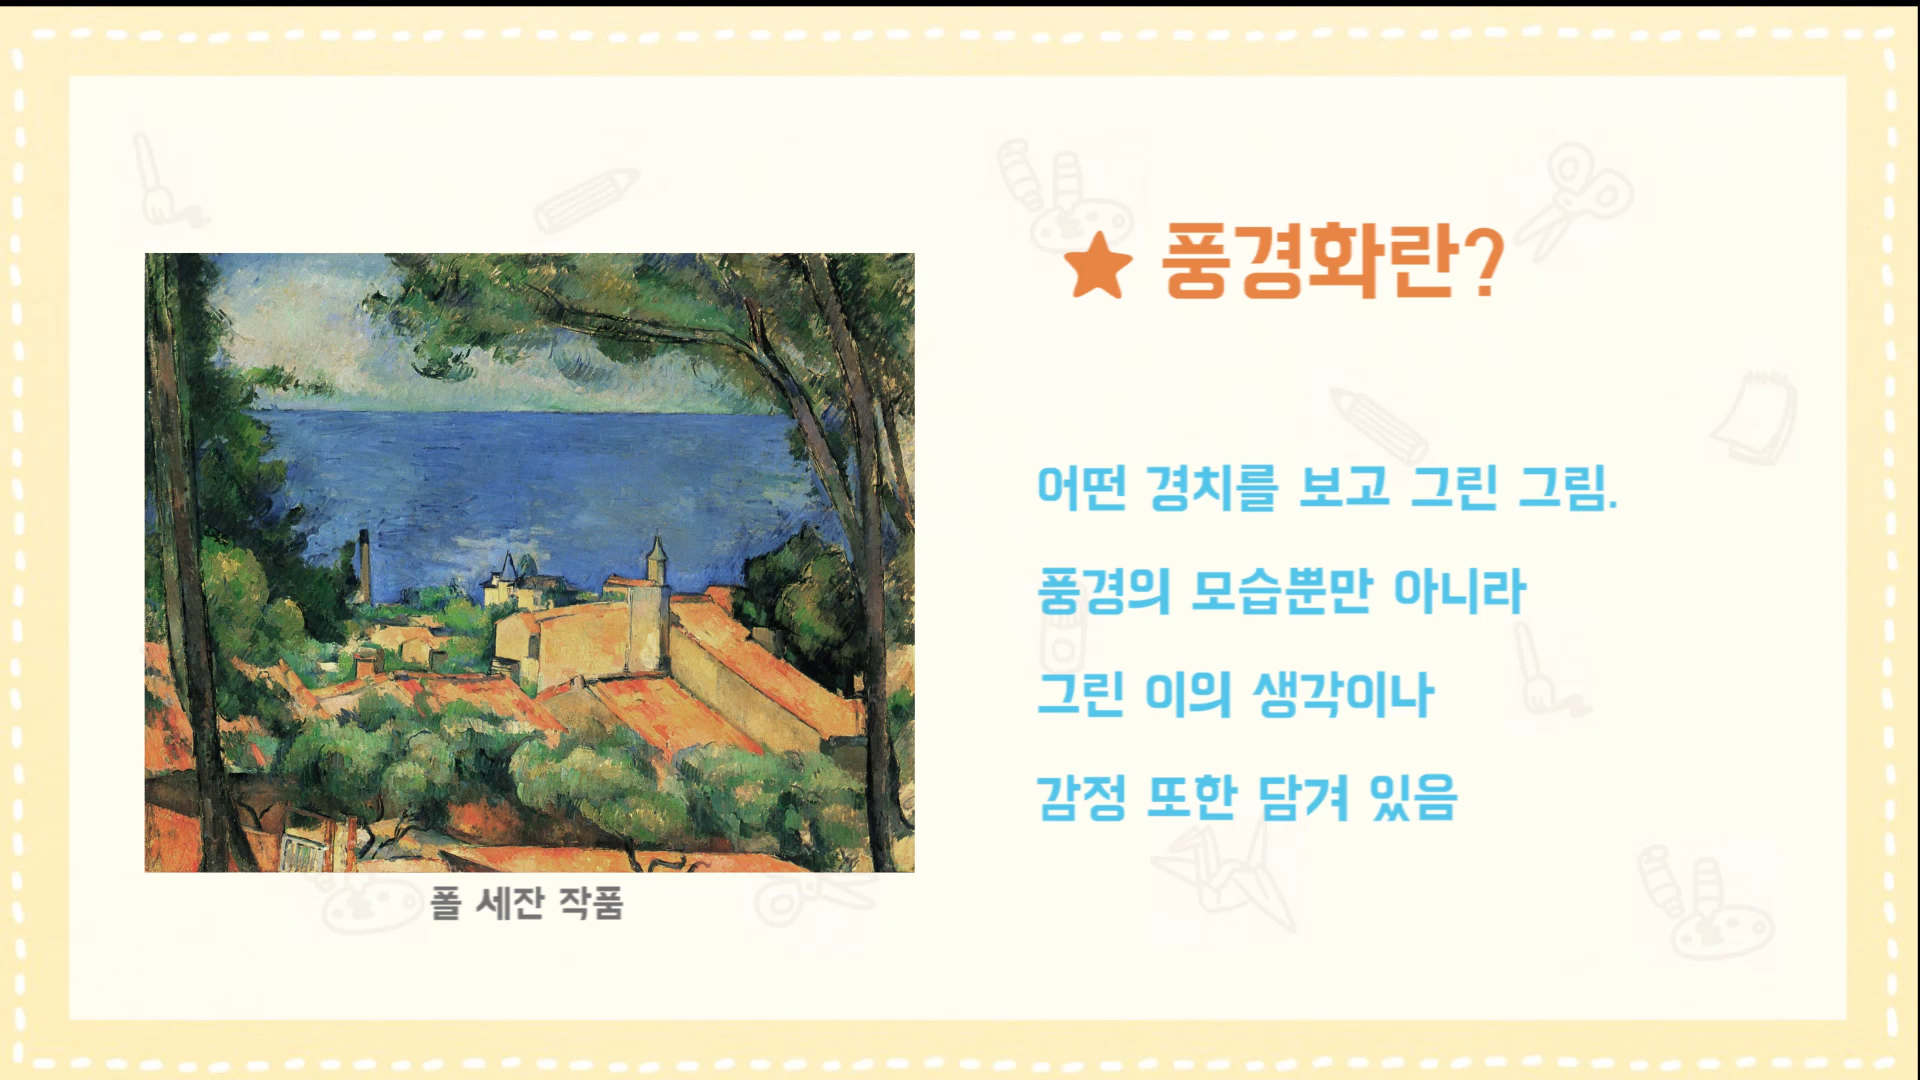 풍경화란?
어떤 경치를 보고 그린 그림.
풍경의 모습뿐만 아니라
그린 이의 생각이나
감정 또한 담겨 있음
폴 세잔 작품